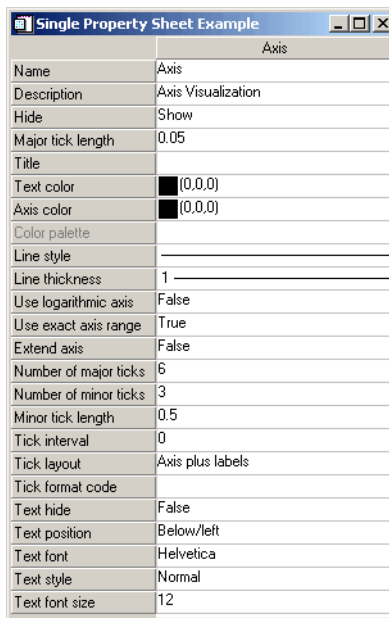 Single Property Sheet Example
Axis
Name Axis
Description Axis Visualization
Hide Show
Major tick length 0.05
Title
Text color (0,0,0)
Axis color (0,0,0)
Color palette
Line style
Line thickness 1
Use logarithmic axis False
Use exact axis range True
Extend axis False
Number of major ticks 6
Number of minor ticks 3
Minor tick length 0.5
Tick interval 0
Tick layout Axis plus labels
Tick format code
Text hide False
Text position Below/left
Text font Helvetica
Text style Normal
Text font size 12